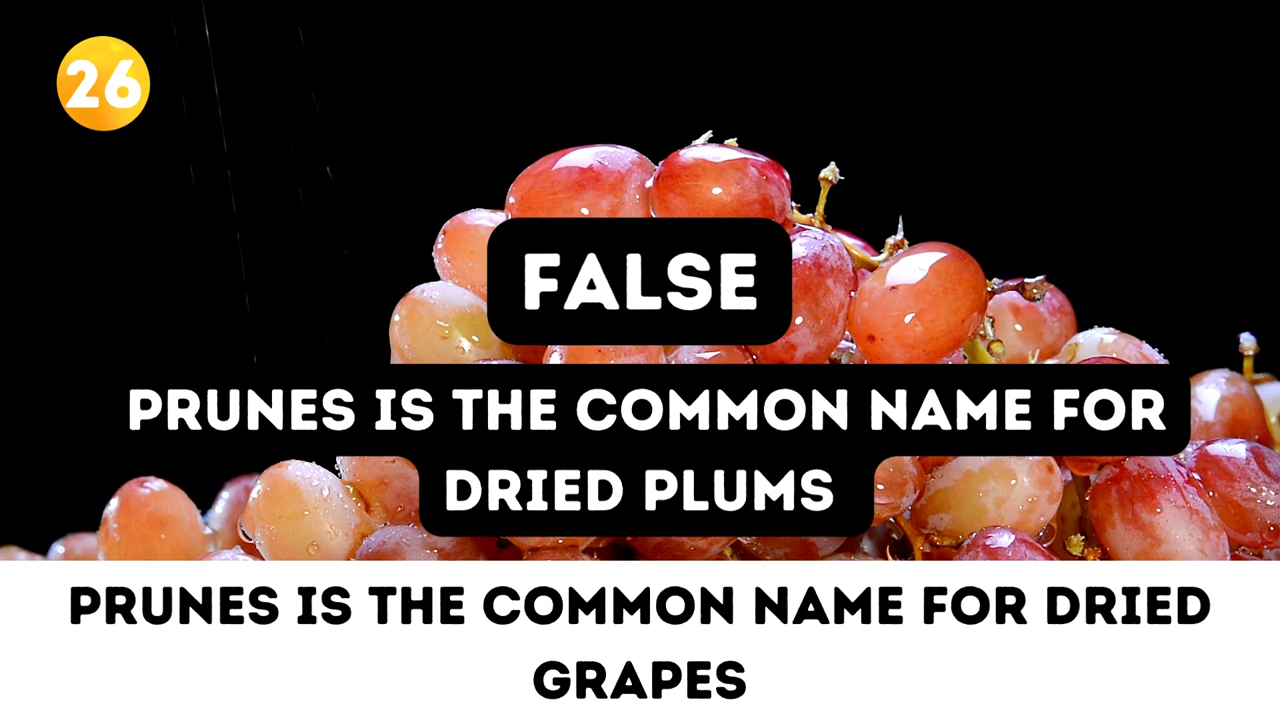 26
FALSE
PRUNES IS THE COMMON NAME FOR
DRIED PLUMS
PRUNES IS THE COMMON NAME FOR DRIED
GRAPES